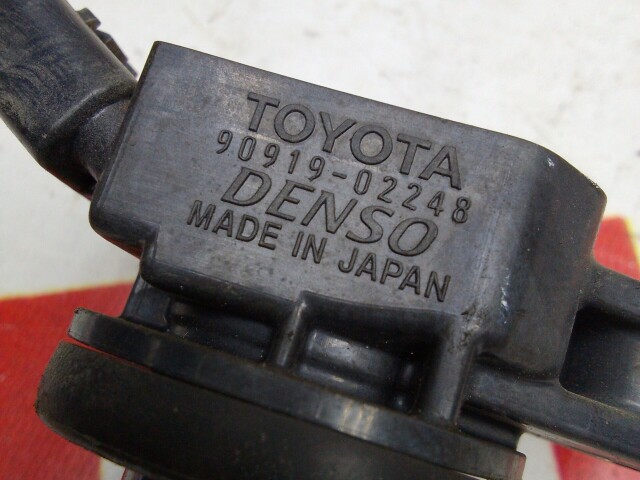 TOYOTA
90919-02248
DENSO
MADE IN JAPAN